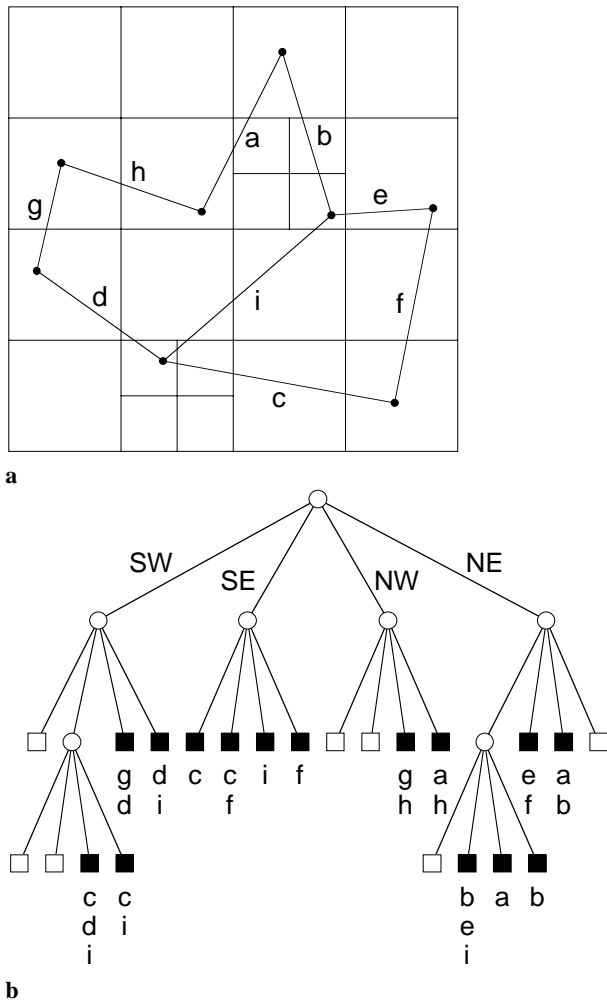 a b
h e
g
d i f
c
a
SW SE NW NE
g d c c i f g a e a
d i f h h f b
c c b a b
d i e
i i
b